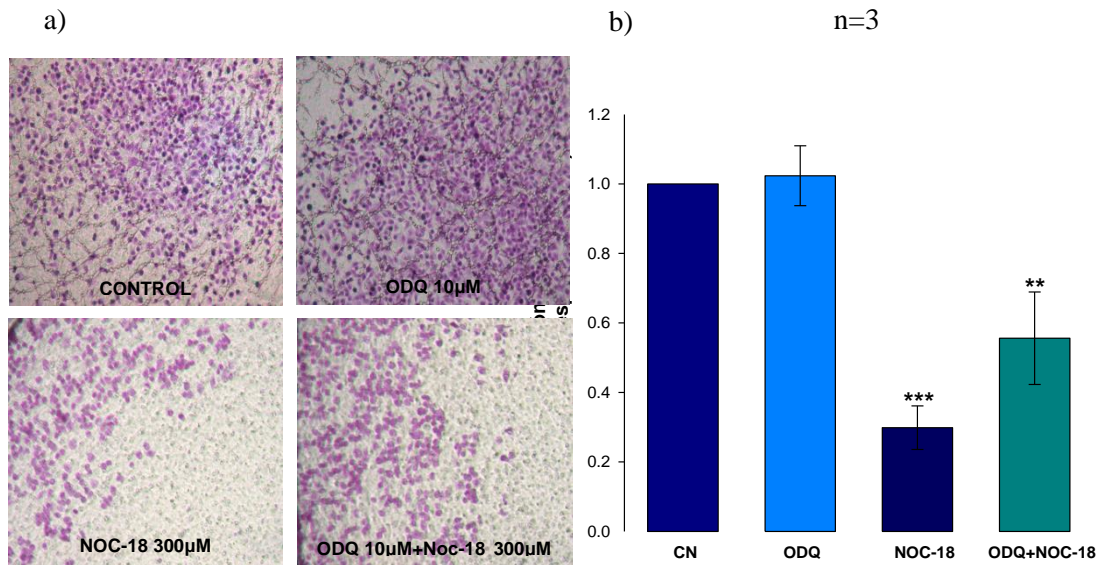 a)
b)
n=3
CONTROL
ODQ 10µM
NOC-18 300µM
ODQ 10µM+Noc-18 300µM
1.2
1.0
0.8
0.6
0.4
0.2
0.0
***
**
CN
ODQ
NOC-18
ODQ+NOC-18